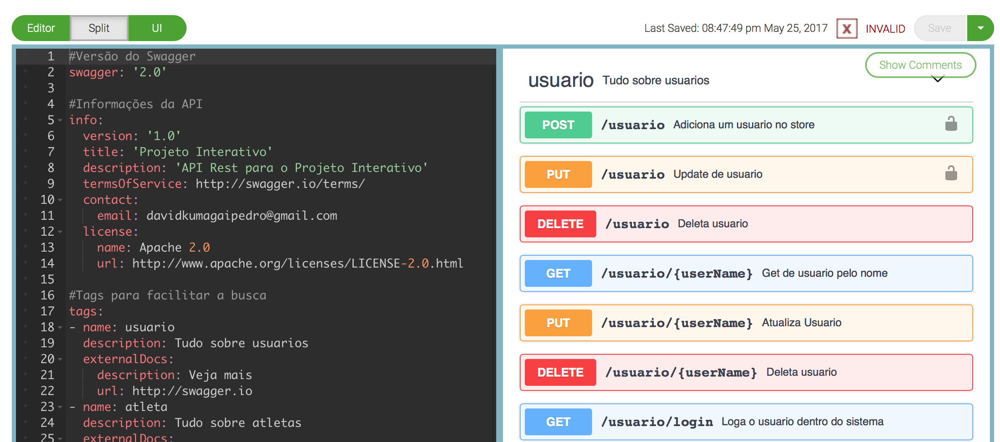 Editor Split UI Last Saved: 08:47:49 pm May 25, 2017 X INVALID Save
1 #Versão do Swagger
2 swagger: '2.0'
3
4 #Informações da API
5 info:
6 version: '1.0'
7 title: 'Projeto Interativo'
8 description: 'API Rest para o Projeto Interativo'
9 termsOfService: http://swagger.io/terms/
10 contact:
11 email: davidkumagaipedro@gmail.com
12 license:
13 name: Apache 2.0
14 url: http://www.apache.org/licenses/LICENSE-2.0.html
15
16 #Tags para facilitar a busca
17 tags:
18 - name: usuario
19 description: Tudo sobre usuarios
20 externalDocs:
21 description: Veja mais
22 url: http://swagger.io
23 - name: atleta
24 description: Tudo sobre atletas
25 externalDocs:
Show Comments
usuario Tudo sobre usuarios
POST /usuario Adiciona um usuario no store
PUT /usuario Update de usuario
DELETE /usuario Deleta usuario
GET /usuario/{userName} Get de usuario pelo nome
PUT /usuario/{userName} Atualiza Usuario
DELETE /usuario/{userName} Deleta usuario
GET /usuario/login Loga o usuario dentro do sistema